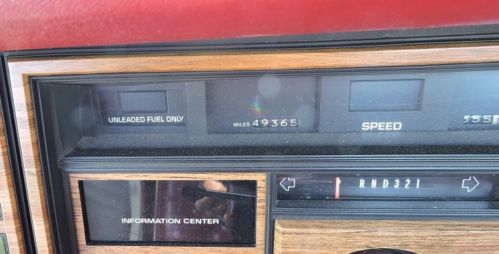 UNLEADED FUEL ONLY
MILES 49365
SPEED
RND321
INFORMATION CENTER